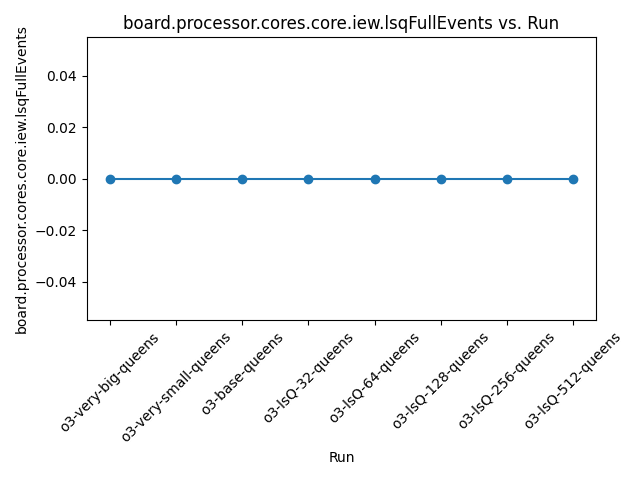 board.processor.cores.core.iew.lsqFullEvents vs. Run
board.processor.cores.core.iew.lsqFullEvents
0.04
0.02
0.00
−0.02
−0.04
o3-very-big-queens
o3-very-small-queens
o3-base-queens
o3-lsQ-32-queens
o3-lsQ-64-queens
o3-lsQ-128-queens
o3-lsQ-256-queens
o3-lsQ-512-queens
Run